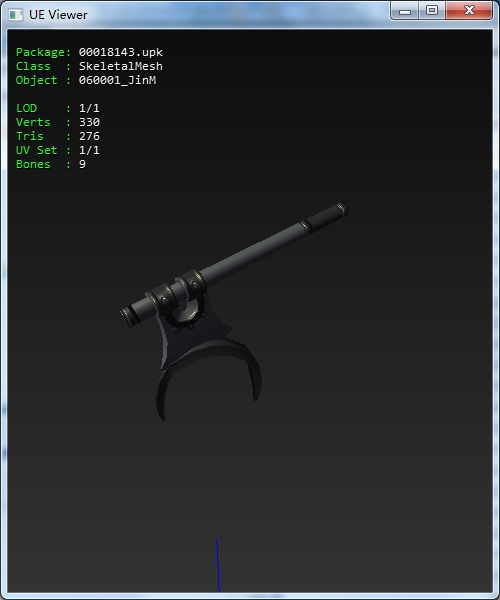 UE Viewer
Package: 00018143.upk
Class : SkeletalMesh
Object : 060001_JinM
LOD : 1/1
Verts : 330
Tris : 276
UV Set : 1/1
Bones : 9